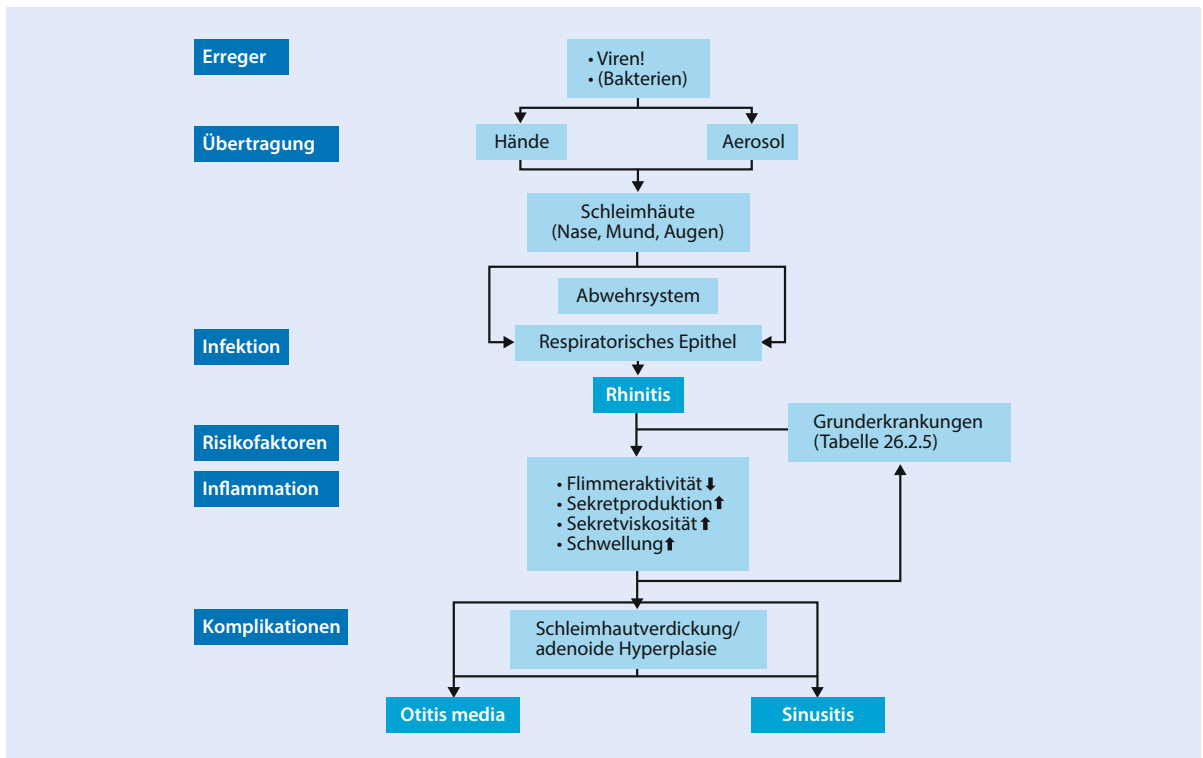 Erreger
• Viren!
• (Bakterien)
Übertragung
Hände
Aerosol
Schleimhäute
(Nase, Mund, Augen)
Abwehrsystem
Infektion
Respiratorisches Epithel
Rhinitis
Risikofaktoren
Grunderkrankungen
(Tabelle 26.2.5)
Inflammation
• Flimmeraktivität⬇
• Sekretproduktion⬆
• Sekretviskosität⬆
• Schwellung⬆
Komplikationen
Schleimhautverdickung/
adenoide Hyperplasie
Otitis media
Sinusitis